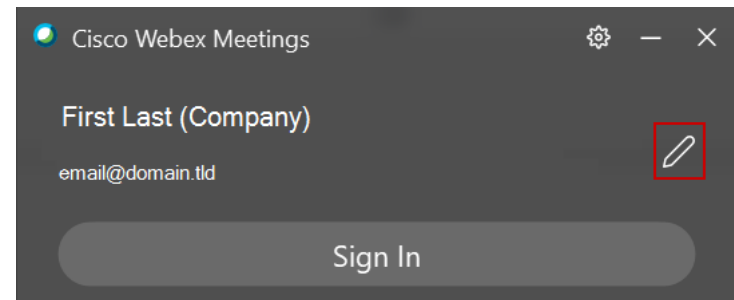 Cisco Webex Meetings
First Last (Company)
email@domain.tld
Sign In